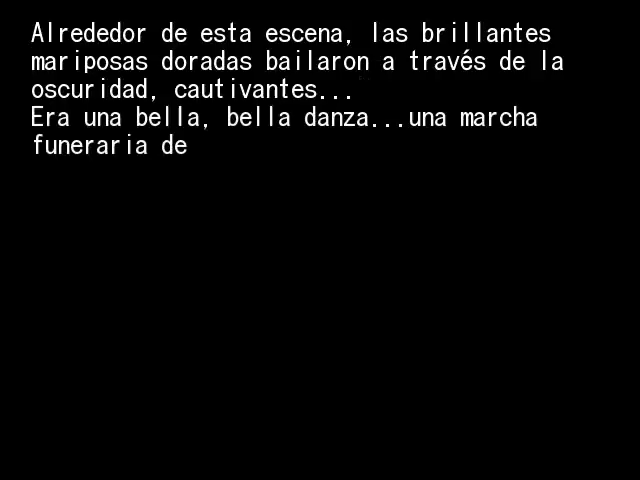 Alrededor de esta escena, las brillantes
mariposas doradas bailaron a través de la
oscuridad, cautivantes...
Era una bella, bella danza...una marcha
funeraria de